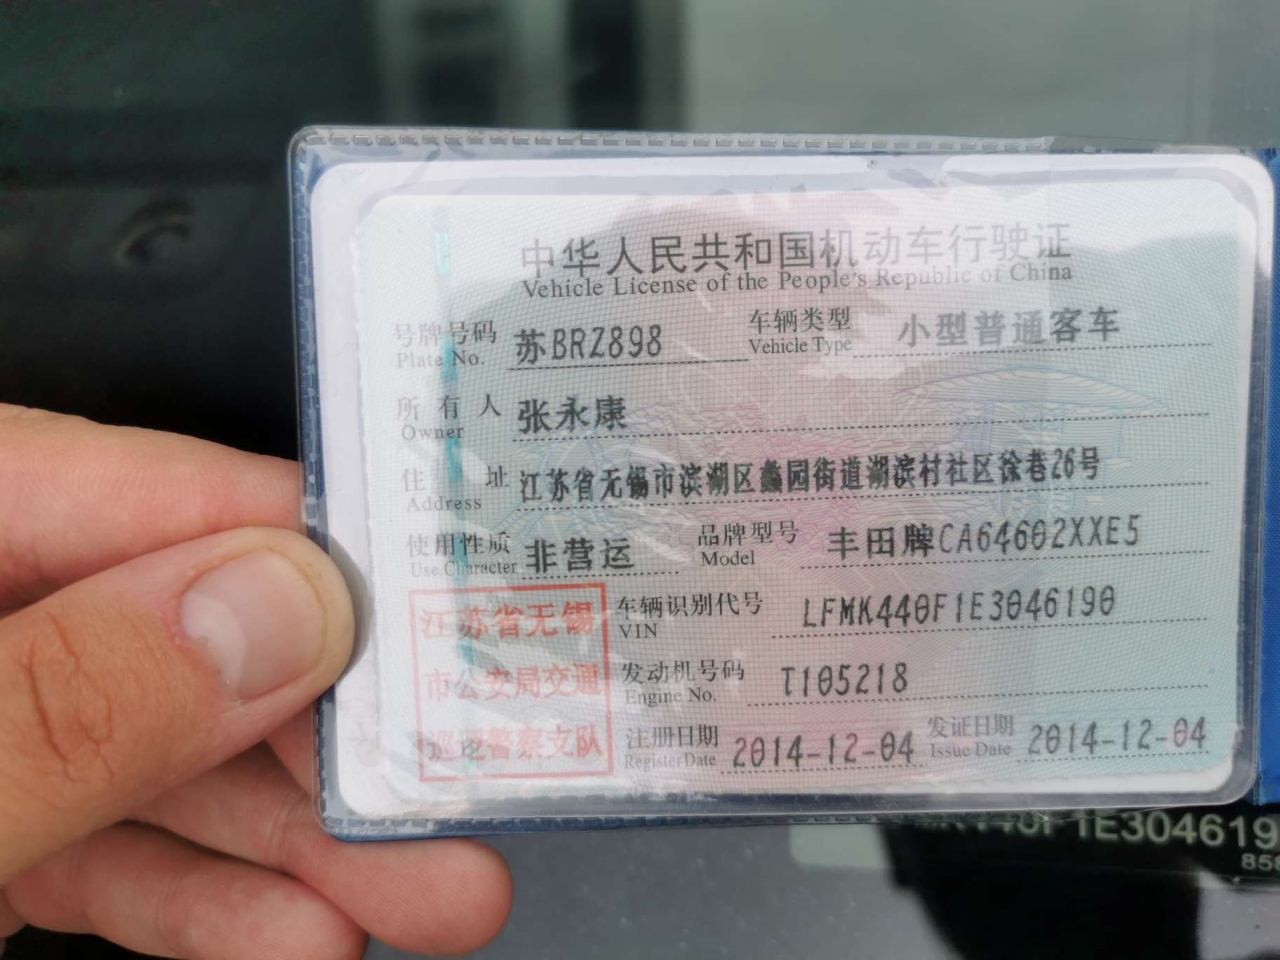 中华人民共和国机动车行驶证
Vehicle License of the People's Republic of China
号牌号码 苏BRZ898 车辆类型 小型普通客车
Plate No. Vehicle Type
所有人 张永康
Owner
住址 江苏省无锡市滨湖区蠡园街道湖滨村社区徐巷26号
Address
使用性质 非营运 品牌型号 丰田牌CA64602XXE5
Use Character Model
江苏省无锡 车辆识别代号 LFMK440F1E3046190
VIN
市公安局交通 发动机号码 T105218
Engine No.
巡逻警察支队 注册日期 2014-12-04 发证日期 2014-12-04
Register Date Issue Date
1E304619
858